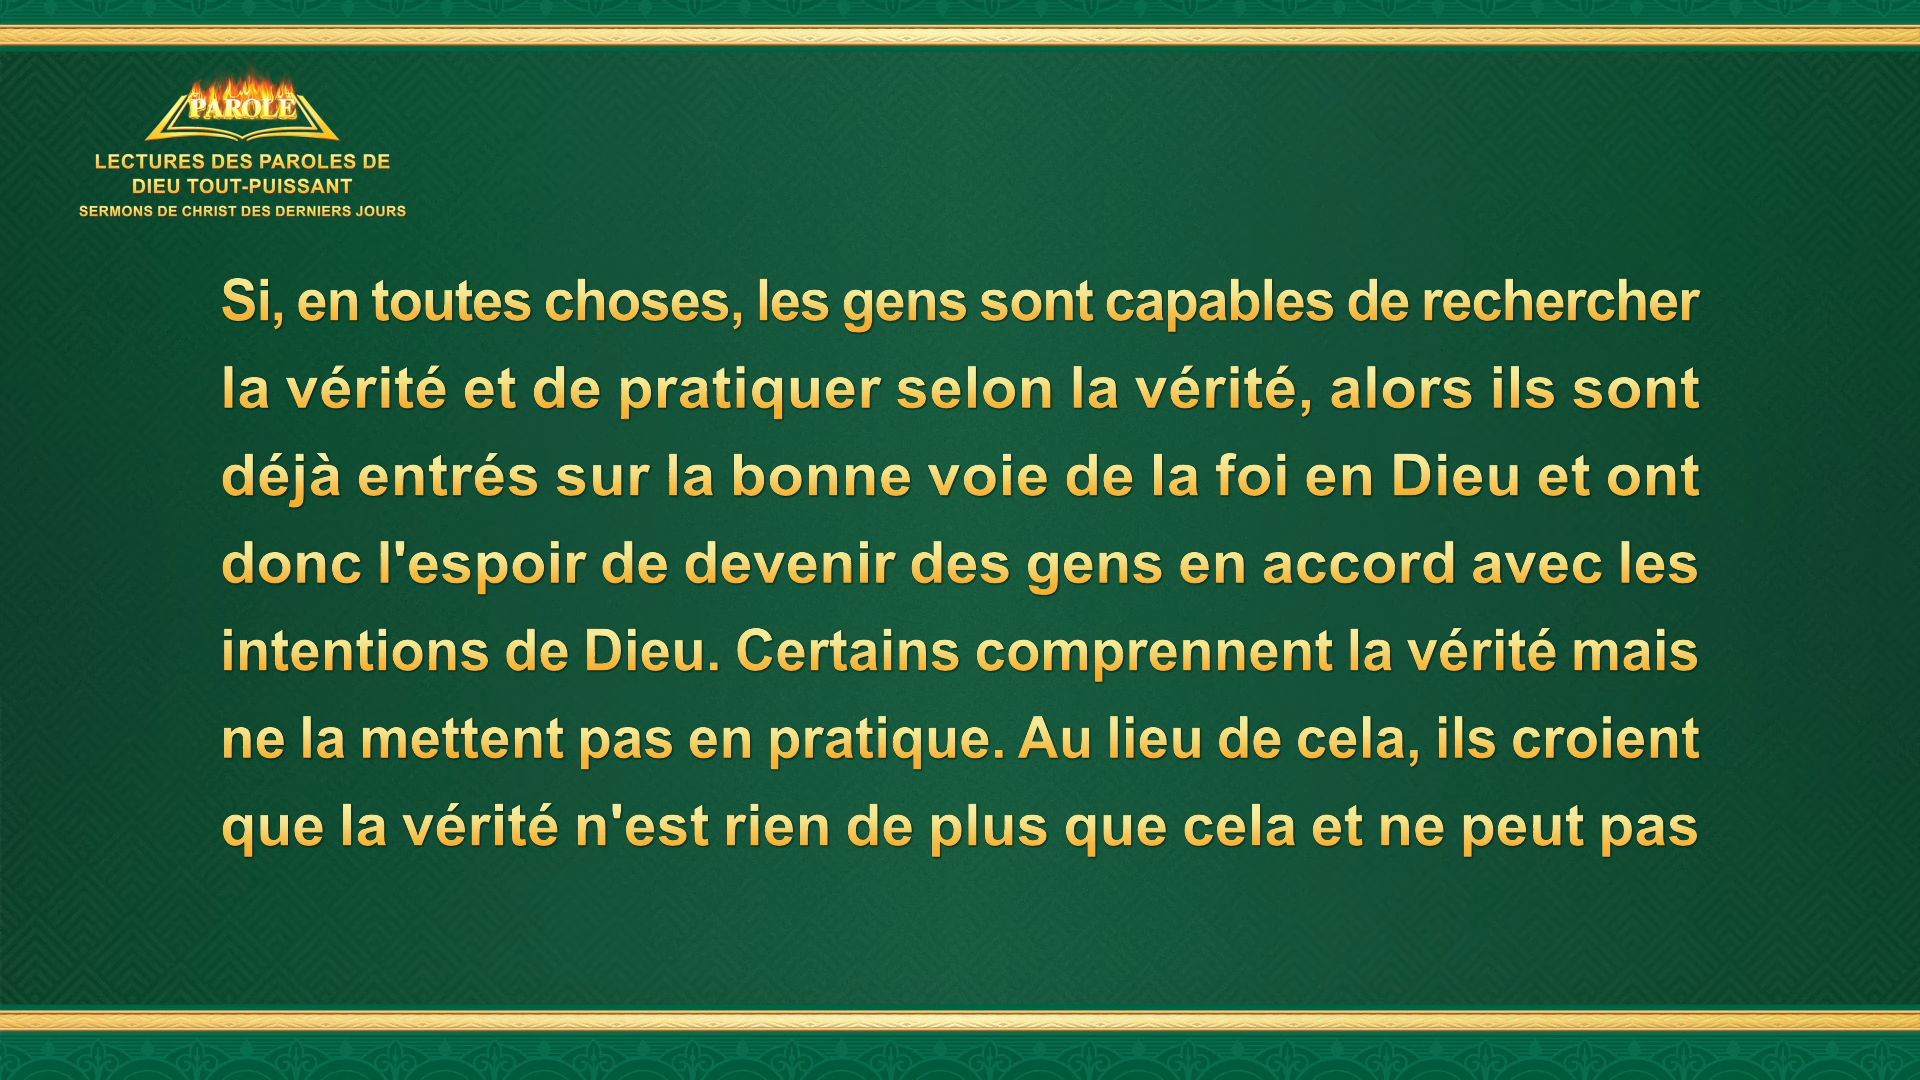 PAROLE
LECTURES DES PAROLES DE
DIEU TOUT-PUISSANT
SERMONS DE CHRIST DES DERNIERS JOURS
Si, en toutes choses, les gens sont capables de rechercher
la vérité et de pratiquer selon la vérité, alors ils sont
déjà entrés sur la bonne voie de la foi en Dieu et ont
donc l'espoir de devenir des gens en accord avec les
intentions de Dieu. Certains comprennent la vérité mais
ne la mettent pas en pratique. Au lieu de cela, ils croient
que la vérité n'est rien de plus que cela et ne peut pas